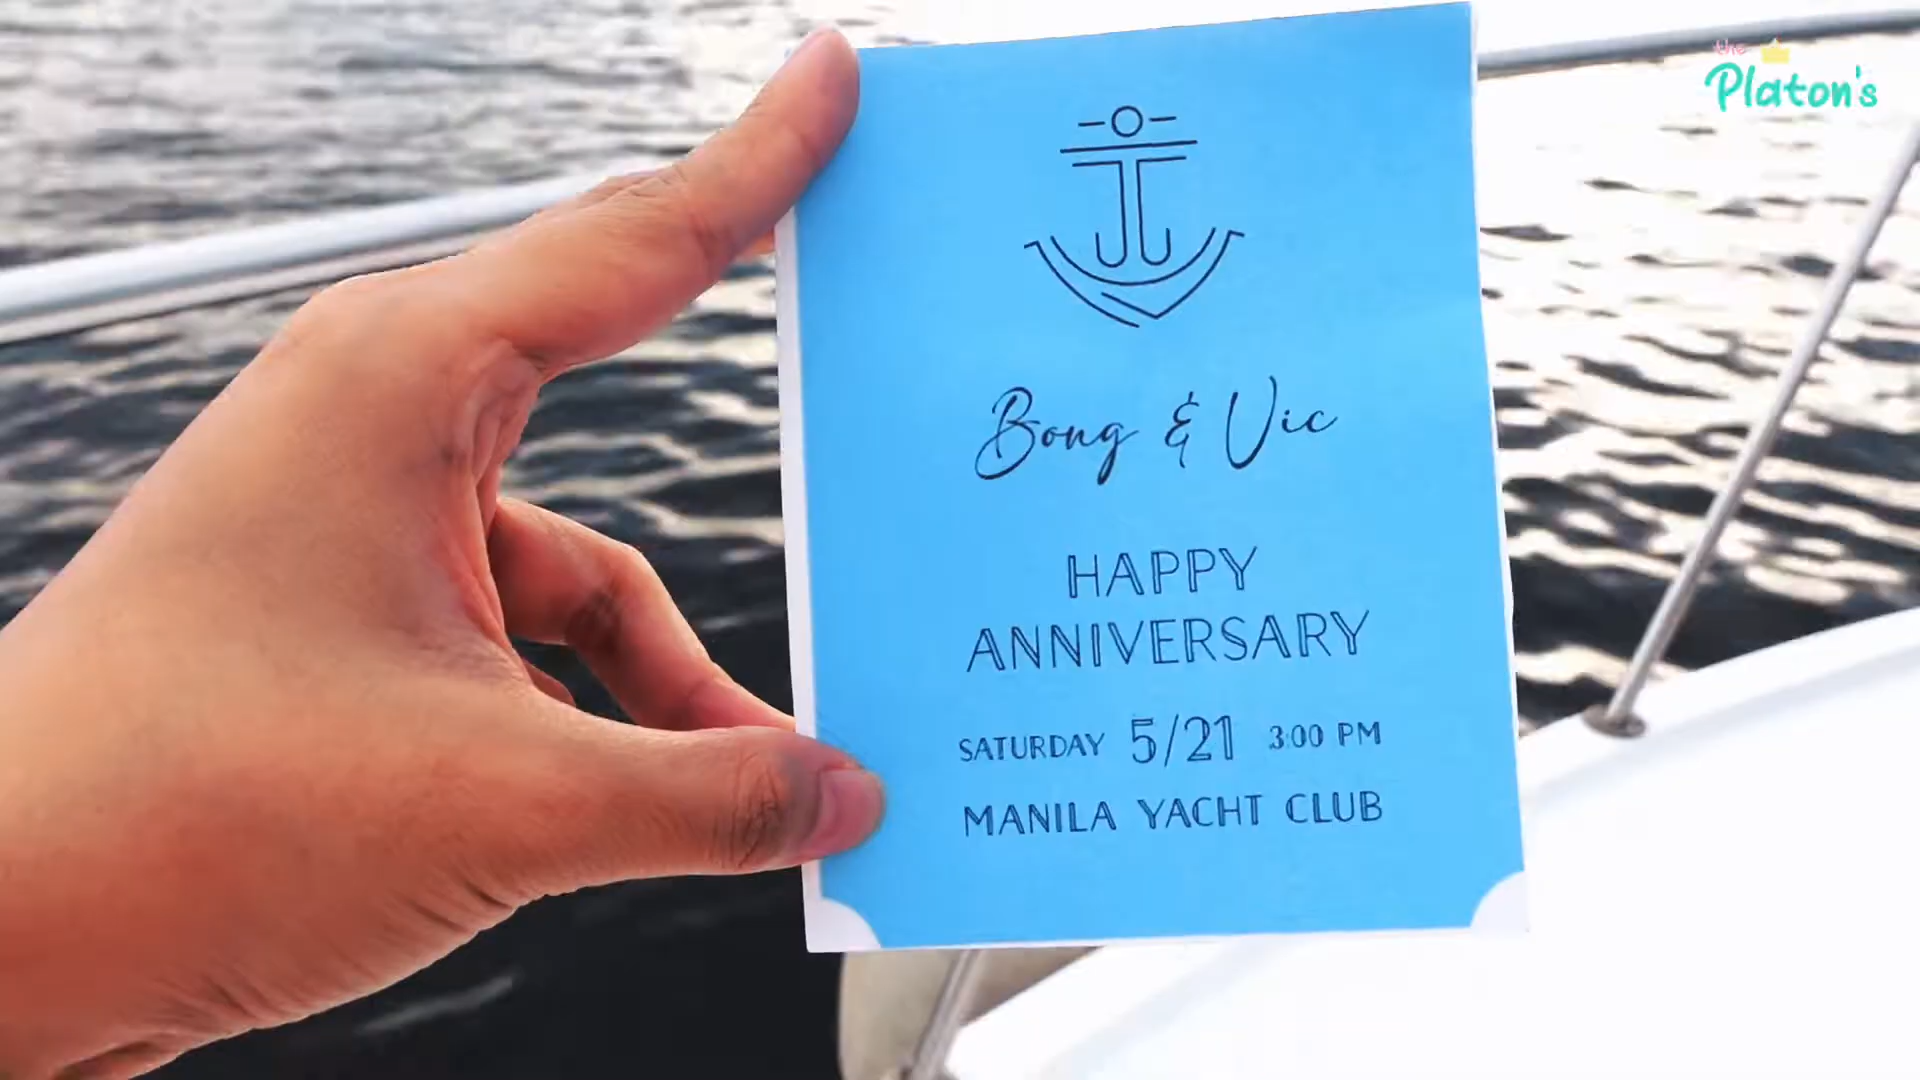 the
Platon's
Bong & Vic
HAPPY
ANNIVERSARY
SATURDAY 5/21 3:00 PM
MANILA YACHT CLUB